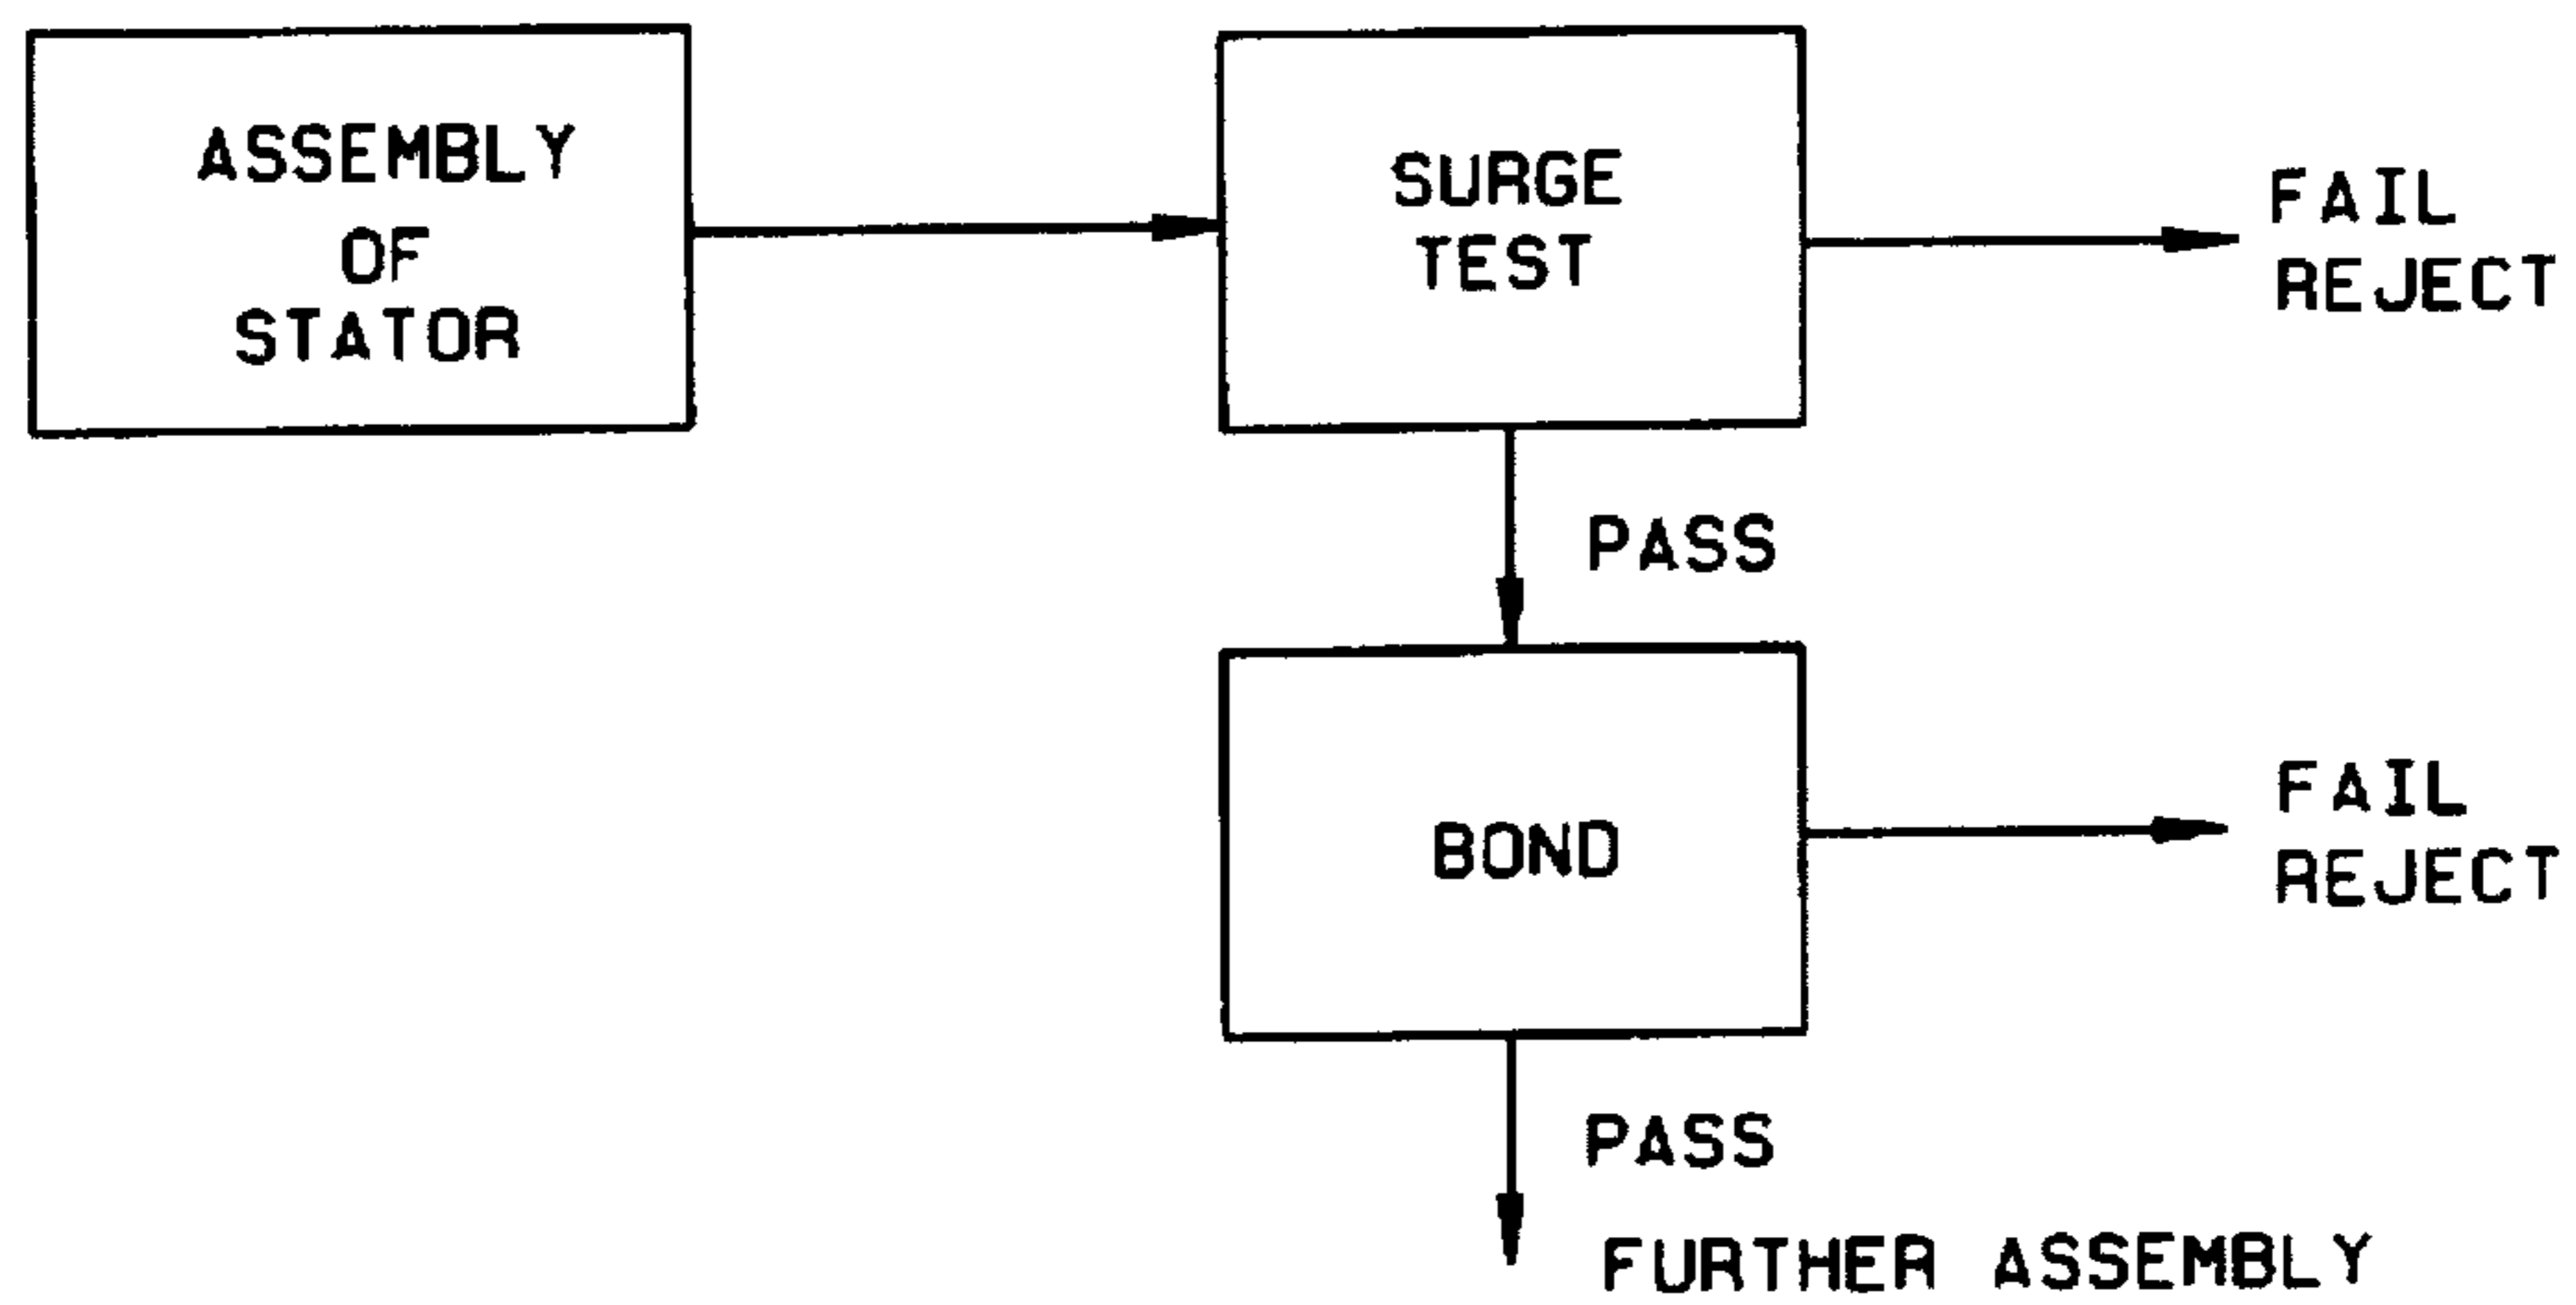 ASSEMBLY
OF
STATOR
SURGE
TEST
FAIL
REJECT
PASS
BOND
FAIL
REJECT
PASS
FURTHER ASSEMBLY